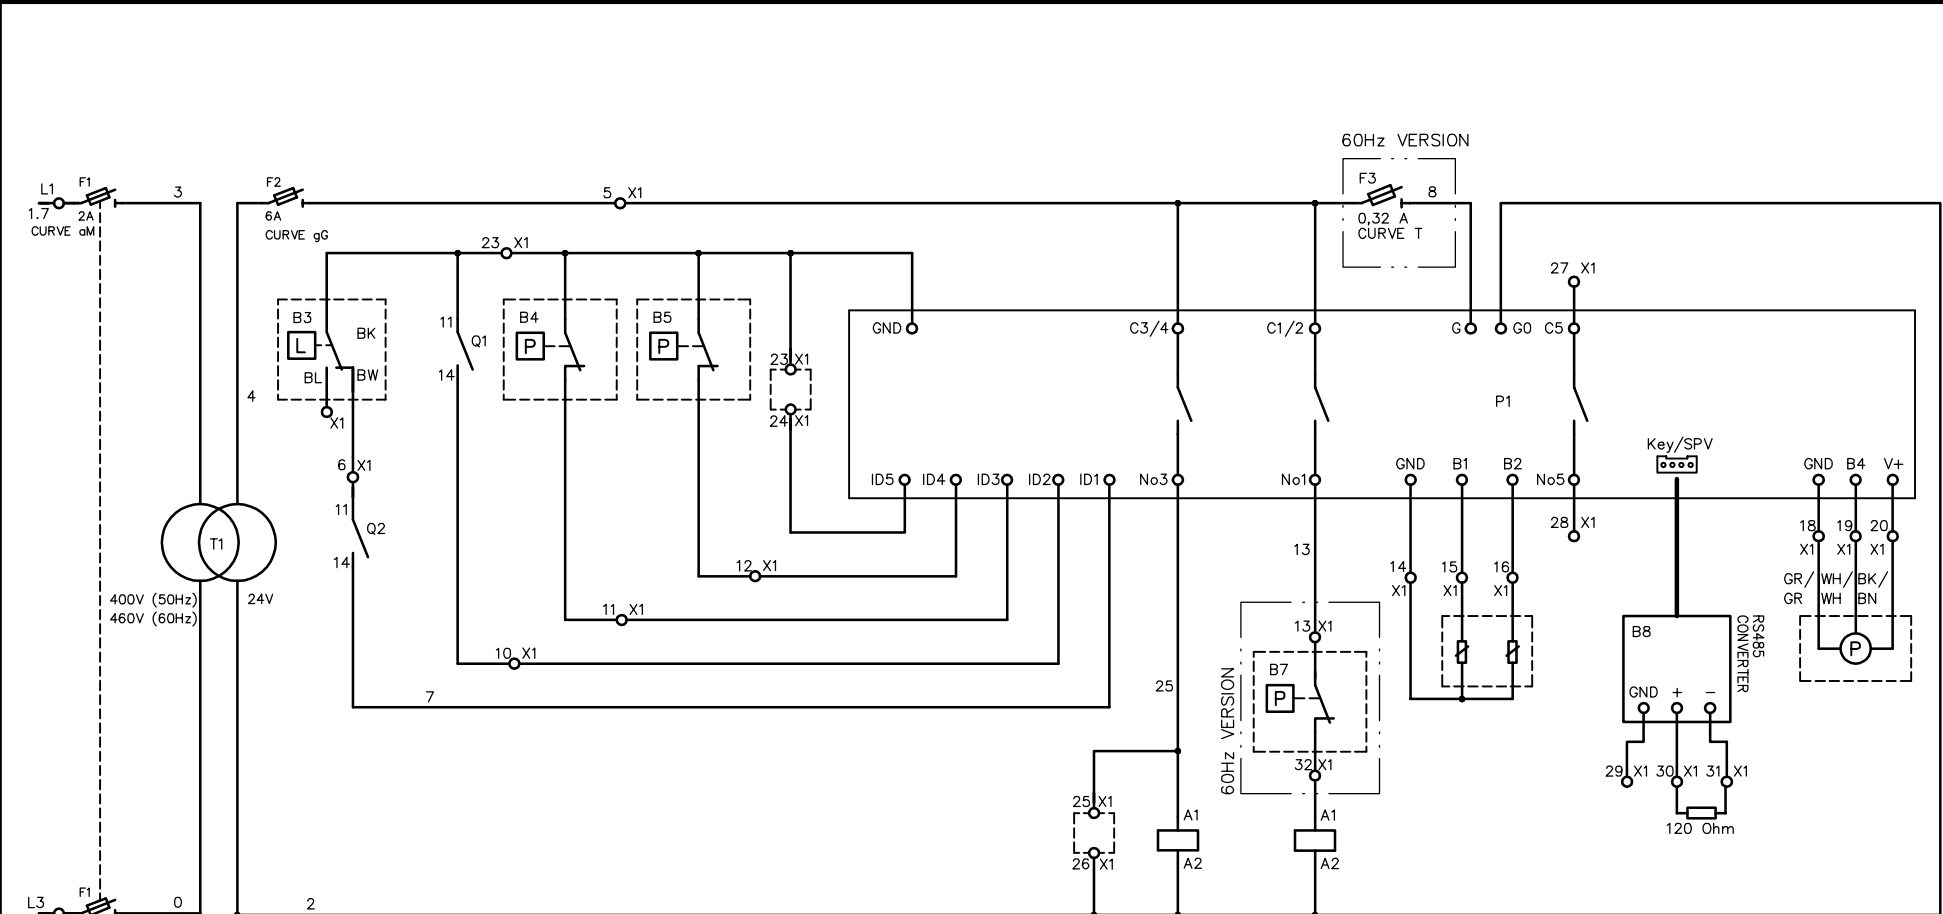 60Hz VERSION
L1
F1
3
F2
5 X1
F3
8
1.7
2A
6A
0,32 A
CURVE aM
CURVE gG
CURVE T
23 X1
27 X1
B3
BK
11
Q1
B4
B5
GND
C3/4
C1/2
G
G0
C5
L
P
P
BL
BW
14
23 X1
4
X1
24 X1
P1
Key/SPV
6 X1
ID5
ID4
ID3
ID2
ID1
No3
No1
GND
B1
B2
No5
GND
B4
V+
11
Q2
28 X1
18
X1
19
X1
20
X1
T1
13
14
12 X1
14
X1
15
X1
16
X1
GR/
WH/
BK/
GR
WH
BN
400V (50Hz)
24V
460V (60Hz)
11 X1
13 X1
B8
RS485
CONVERTER
P
10 X1
B7
P
60Hz VERSION
7
25
GND
+
−
32 X1
29 X1
30 X1
31 X1
25 X1
A1
A1
120 Ohm
26 X1
A2
A2
F1
L3
0
2